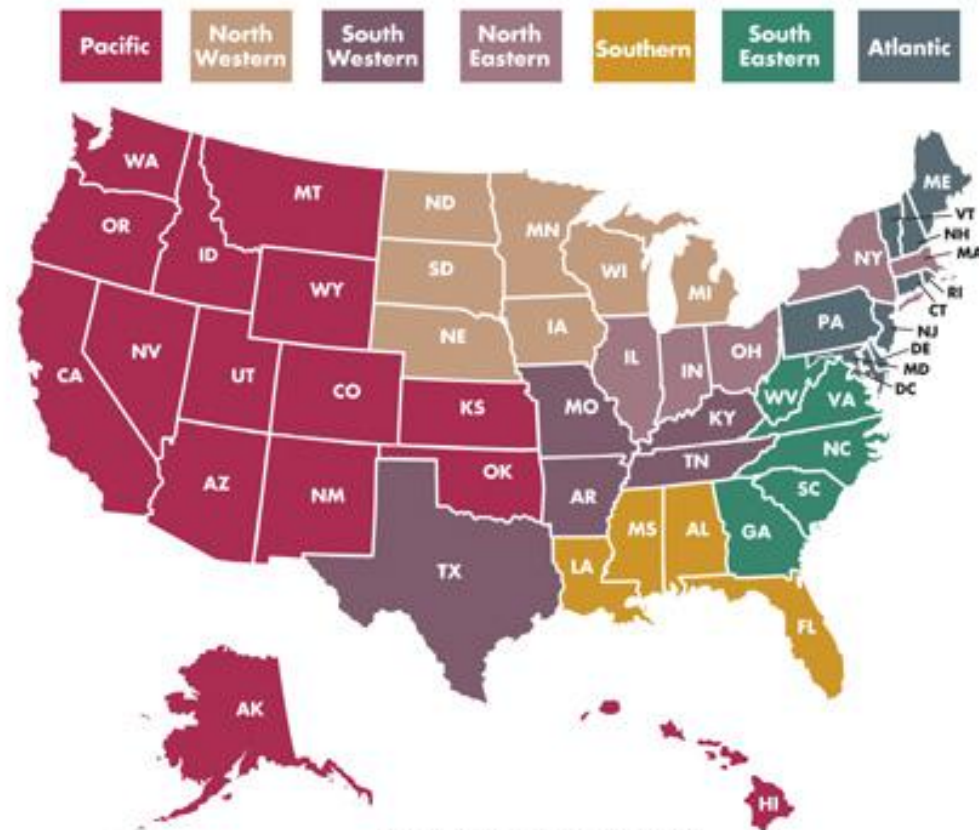 Pacific
North
Western
South
Western
North
Eastern
Southern
South
Eastern
Atlantic
WA
MT
ND
MN
ME
VT
NH
MA
OR
ID
SD
WI
MI
NY
RI
CT
WY
NE
IA
PA
NJ
DE
MD
DC
NV
UT
CO
IL
IN
OH
CA
KS
MO
KY
WV
VA
AZ
NM
OK
AR
TN
NC
SC
TX
LA
MS
AL
GA
FL
AK
HI